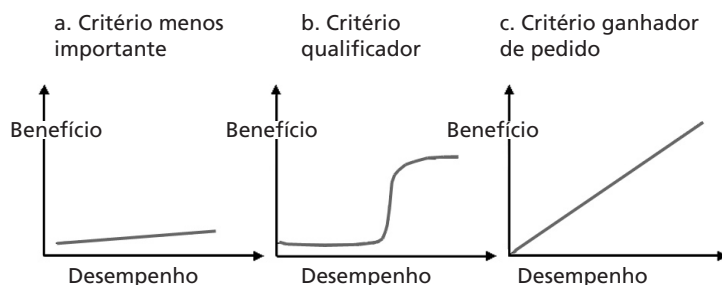 a. Critério menos
importante
b. Critério
qualificador
c. Critério ganhador
de pedido
Benefício
Benefício
Benefício
Desempenho
Desempenho
Desempenho